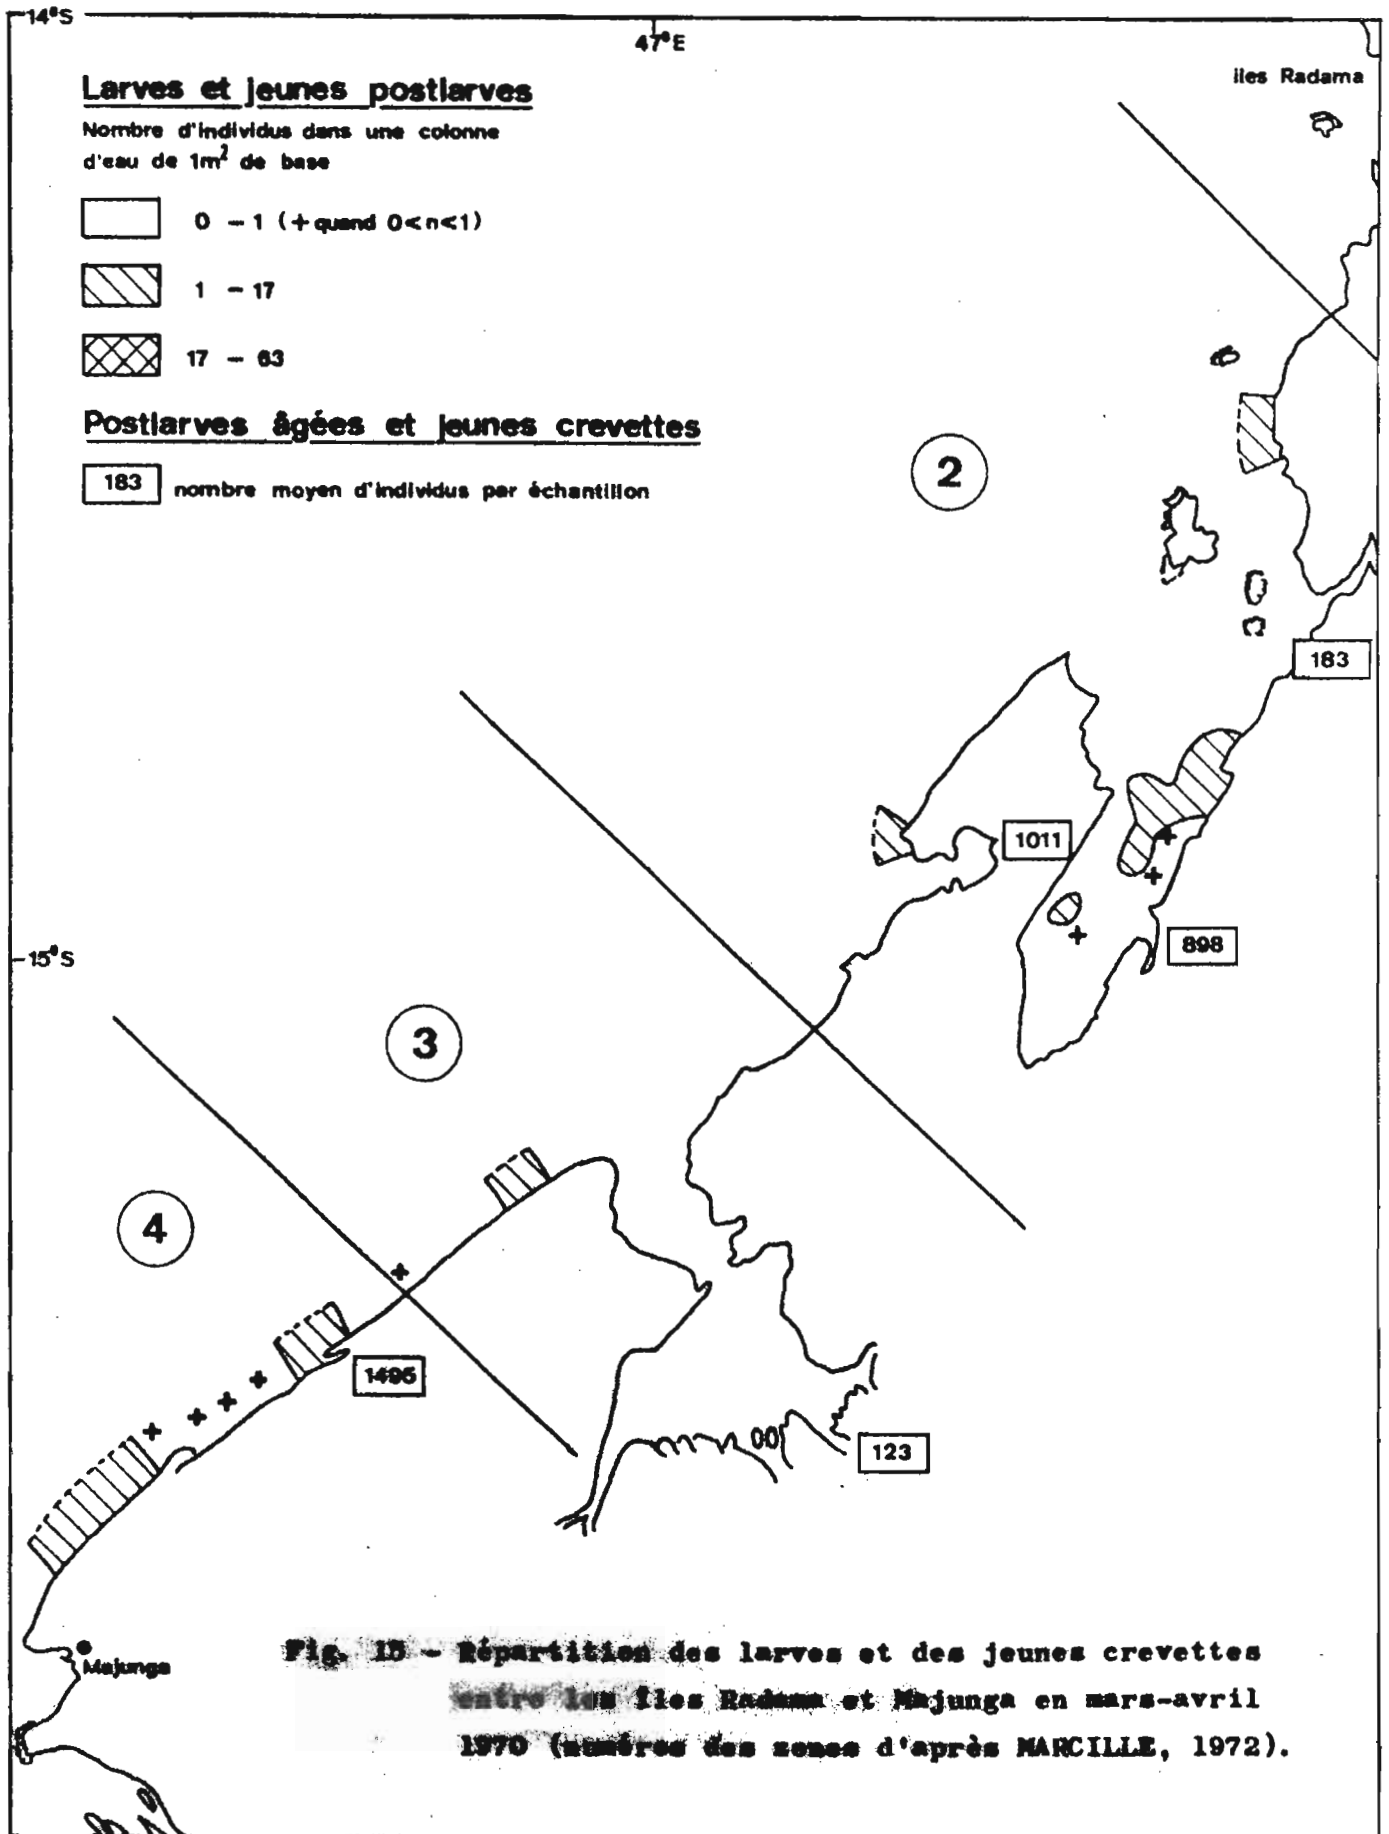 14°S
47°E
iles Radama
Larves et jeunes postlarves
Nombre d'individus dans une colonne
d'eau de 1m² de base
0 – 1 (+ quand 0<n<1)
1 – 17
17 – 63
Postlarves âgées et jeunes crevettes
183 nombre moyen d'individus par échantillon
2
183
1011
898
15°S
3
4
1495
123
Majunga
Fig. 15 – Répartition des larves et des jeunes crevettes
entre les Îles Radama et Majunga en mars-avril
1970 (numéros des zones d'après MARCILLE, 1972).